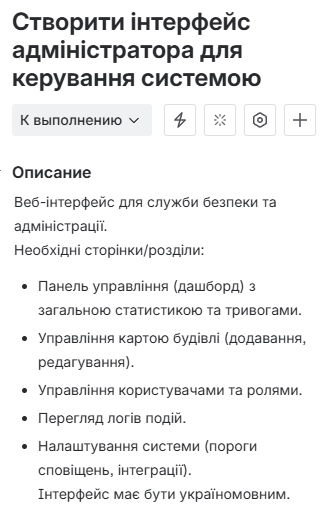 Створити інтерфейс
адміністратора для
керування системою
К выполнению
Описание
Веб-інтерфейс для служби безпеки та
адміністрації.
Необхідні сторінки/розділи:
Панель управління (дашборд) з
загальною статистикою та тривогами.
Управління картою будівлі (додавання,
редагування).
Управління користувачами та ролями.
Перегляд логів подій.
Налаштування системи (пороги
сповіщень, інтеграції).
Інтерфейс має бути україномовним.